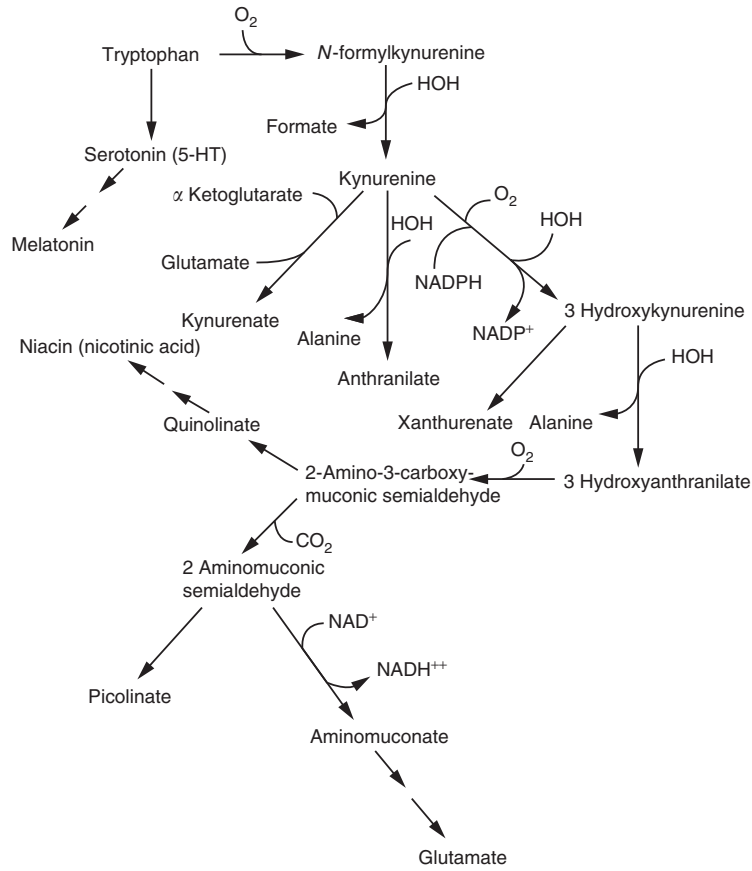 O2
Tryptophan
N-formylkynurenine
HOH
Formate
Serotonin (5-HT)
Kynurenine
α Ketoglutarate
O2
HOH
HOH
Melatonin
Glutamate
NADPH
Kynurenate
3 Hydroxykynurenine
NADP+
Alanine
Niacin (nicotinic acid)
HOH
Anthranilate
Quinolinate
Xanthurenate
Alanine
O2
2-Amino-3-carboxy-
muconic semialdehyde
3 Hydroxyanthranilate
CO2
2 Aminomuconic
semialdehyde
NAD+
NADH++
Picolinate
Aminomuconate
Glutamate